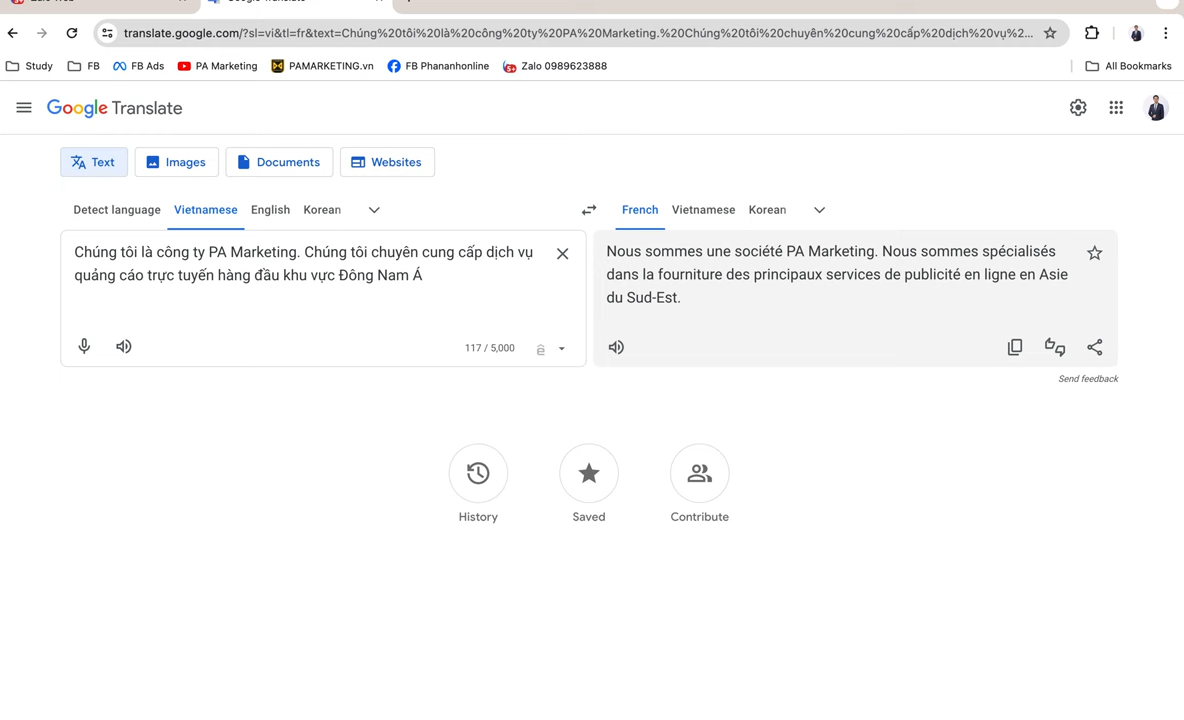 translate.google.com/?sl=vi&tl=fr&text=Chúng%20tôi%20là%20công%20ty%20PA%20Marketing.%20Chúng%20tôi%20chuyên%20cung%20cấp%20dịch%20vụ%2...
Study FB FB Ads PA Marketing PAMARKETING.vn FB Phananhonline Zalo 0989623888 All Bookmarks
Google Translate
Text Images Documents Websites
Detect language Vietnamese English Korean French Vietnamese Korean
Chúng tôi là công ty PA Marketing. Chúng tôi chuyên cung cấp dịch vụ
quảng cáo trực tuyến hàng đầu khu vực Đông Nam Á
117 / 5,000
Nous sommes une société PA Marketing. Nous sommes spécialisés
dans la fourniture des principaux services de publicité en ligne en Asie
du Sud-Est.
Send feedback
History Saved Contribute